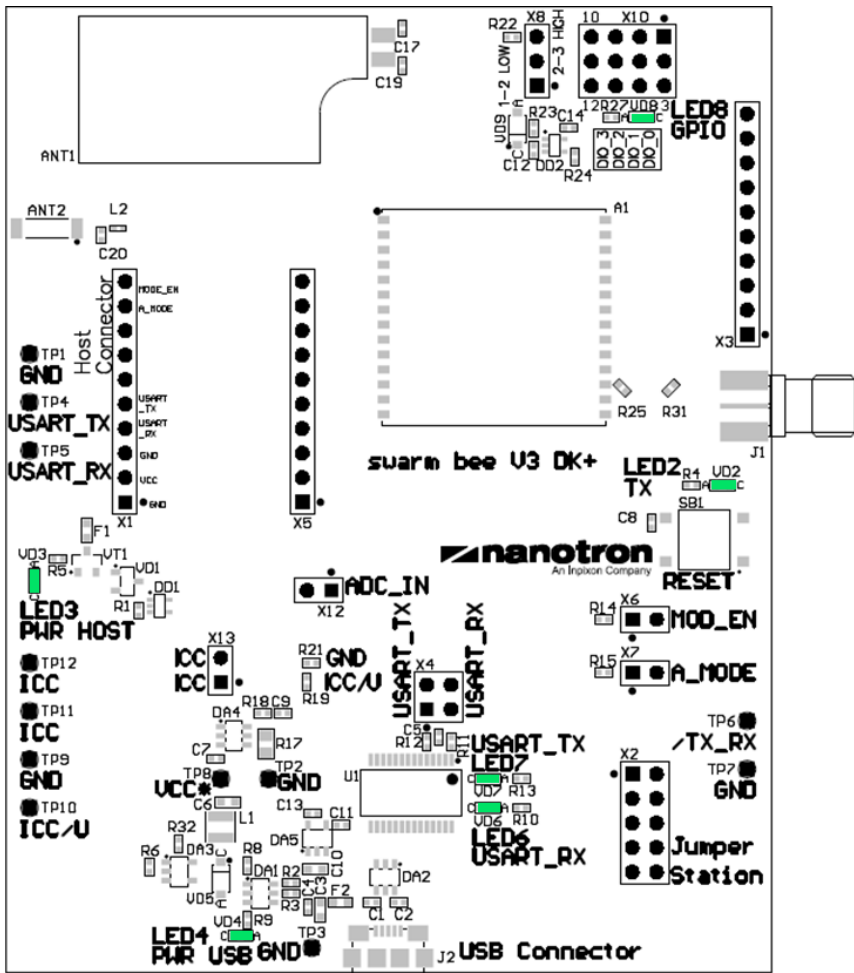 R22
X8
10 X10
1-2 LOW
2-3 HIGH
C17
C19
ANT1
12 R27 VD8 3
A C
LED8
GPIO
VD9
A
C
R23
C14
C12
DD2
R24
DIO_3
DIO_2
DIO_1
DIO_0
ANT2
L2
C20
A1
Host
Connector
MODE_EN
A_MODE
USART
_TX
USART
_RX
GND
VCC
GND
X1
X5
X3
TP1
GND
TP4
USART_TX
TP5
USART_RX
R25
R31
J1
swarm bee V3 DK+
LED2
TX
R4
VD2
A C
SB1
C8
RESET
nanotron
An Inpixon Company
F1
VD3
A
C
R5
VT1
VD1
R1
DD1
LED3
PWR HOST
X12
ADC_IN
R14
X6
MOD_EN
R15
X7
A_MODE
TP12
ICC
TP11
ICC
TP9
GND
TP10
ICC/U
X13
ICC
ICC
R21
GND
R19
ICC/U
USART_TX
X4
USART_RX
DA4
R18
C9
R17
C7
TP8
VCC*
TP2
GND
C5
R12
R11
USART_TX
LED7
U1
C A
VD7
R13
C A
VD6
R10
LED6
USART_RX
TP6
/TX_RX
TP7
GND
X2
Jumper
Station
C6
L1
C13
C11
DA5
C10
R32
R6
DA3
C
A
VD5
R8
DA1
R2
R3
C4
C3
F2
DA2
C1
C2
VD4
R9
C A
LED4
PWR USB
GND
TP3
J2
USB Connector